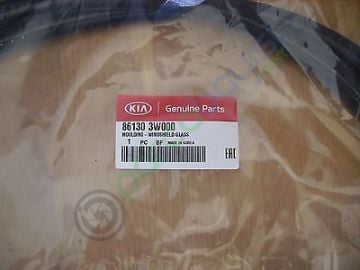 KIA Genuine Parts
86130 3W000
MOULDING - WINDSHIELD GLASS
1 PC BF MADE IN KOREA
EAC